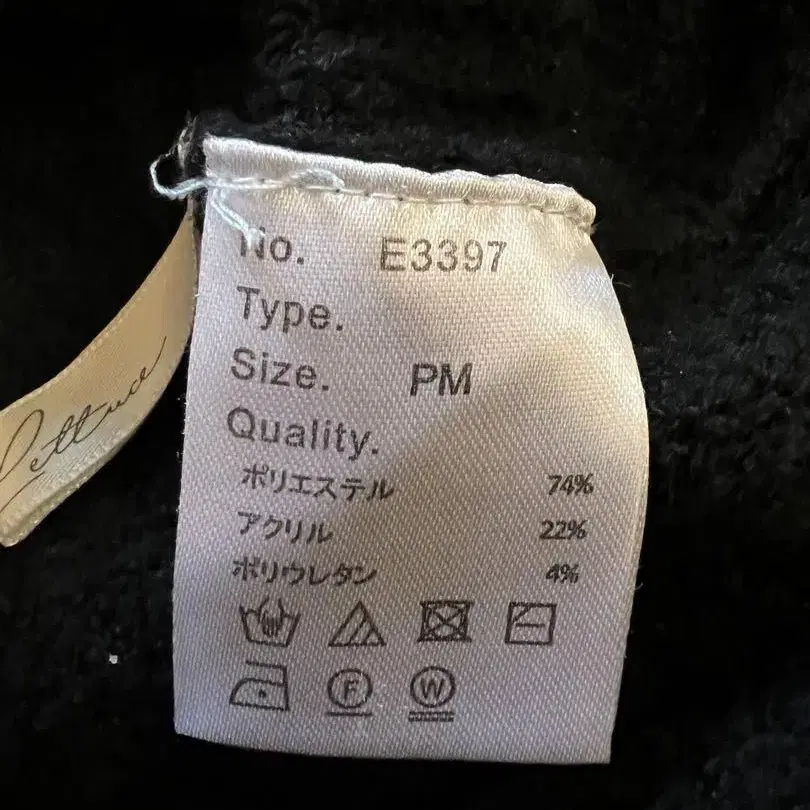 No. E3397
Type.
Size. PM
Quality.
ポリエステル 74%
アクリル 22%
ポリウレタン 4%
F W